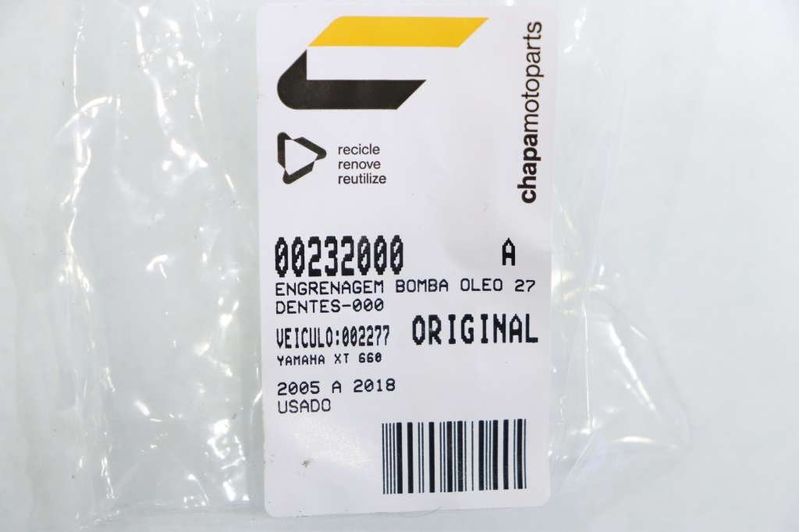 chapamotoparts
recicle
renove
reutilize
00232000 A
ENGRENAGEM BOMBA OLEO 27
DENTES-000
VEICULO:002277 ORIGINAL
YAMAHA XT 660
2005 A 2018
USADO